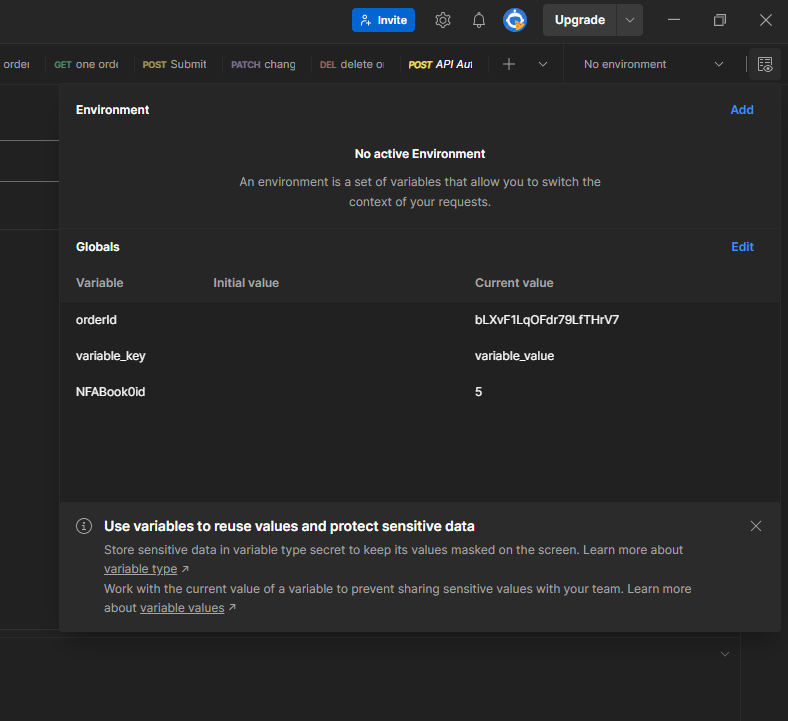 Invite
Upgrade
order
GET one orde
POST Submit
PATCH chang
DEL delete o
POST API Aut
No environment
Environment
Add
No active Environment
An environment is a set of variables that allow you to switch the
context of your requests.
Globals
Edit
Variable Initial value Current value
orderId bLXvF1LqOFdr79LfTHrV7
variable_key variable_value
NFABook0id 5
Use variables to reuse values and protect sensitive data
Store sensitive data in variable type secret to keep its values masked on the screen. Learn more about
variable type ↗
Work with the current value of a variable to prevent sharing sensitive values with your team. Learn more
about variable values ↗